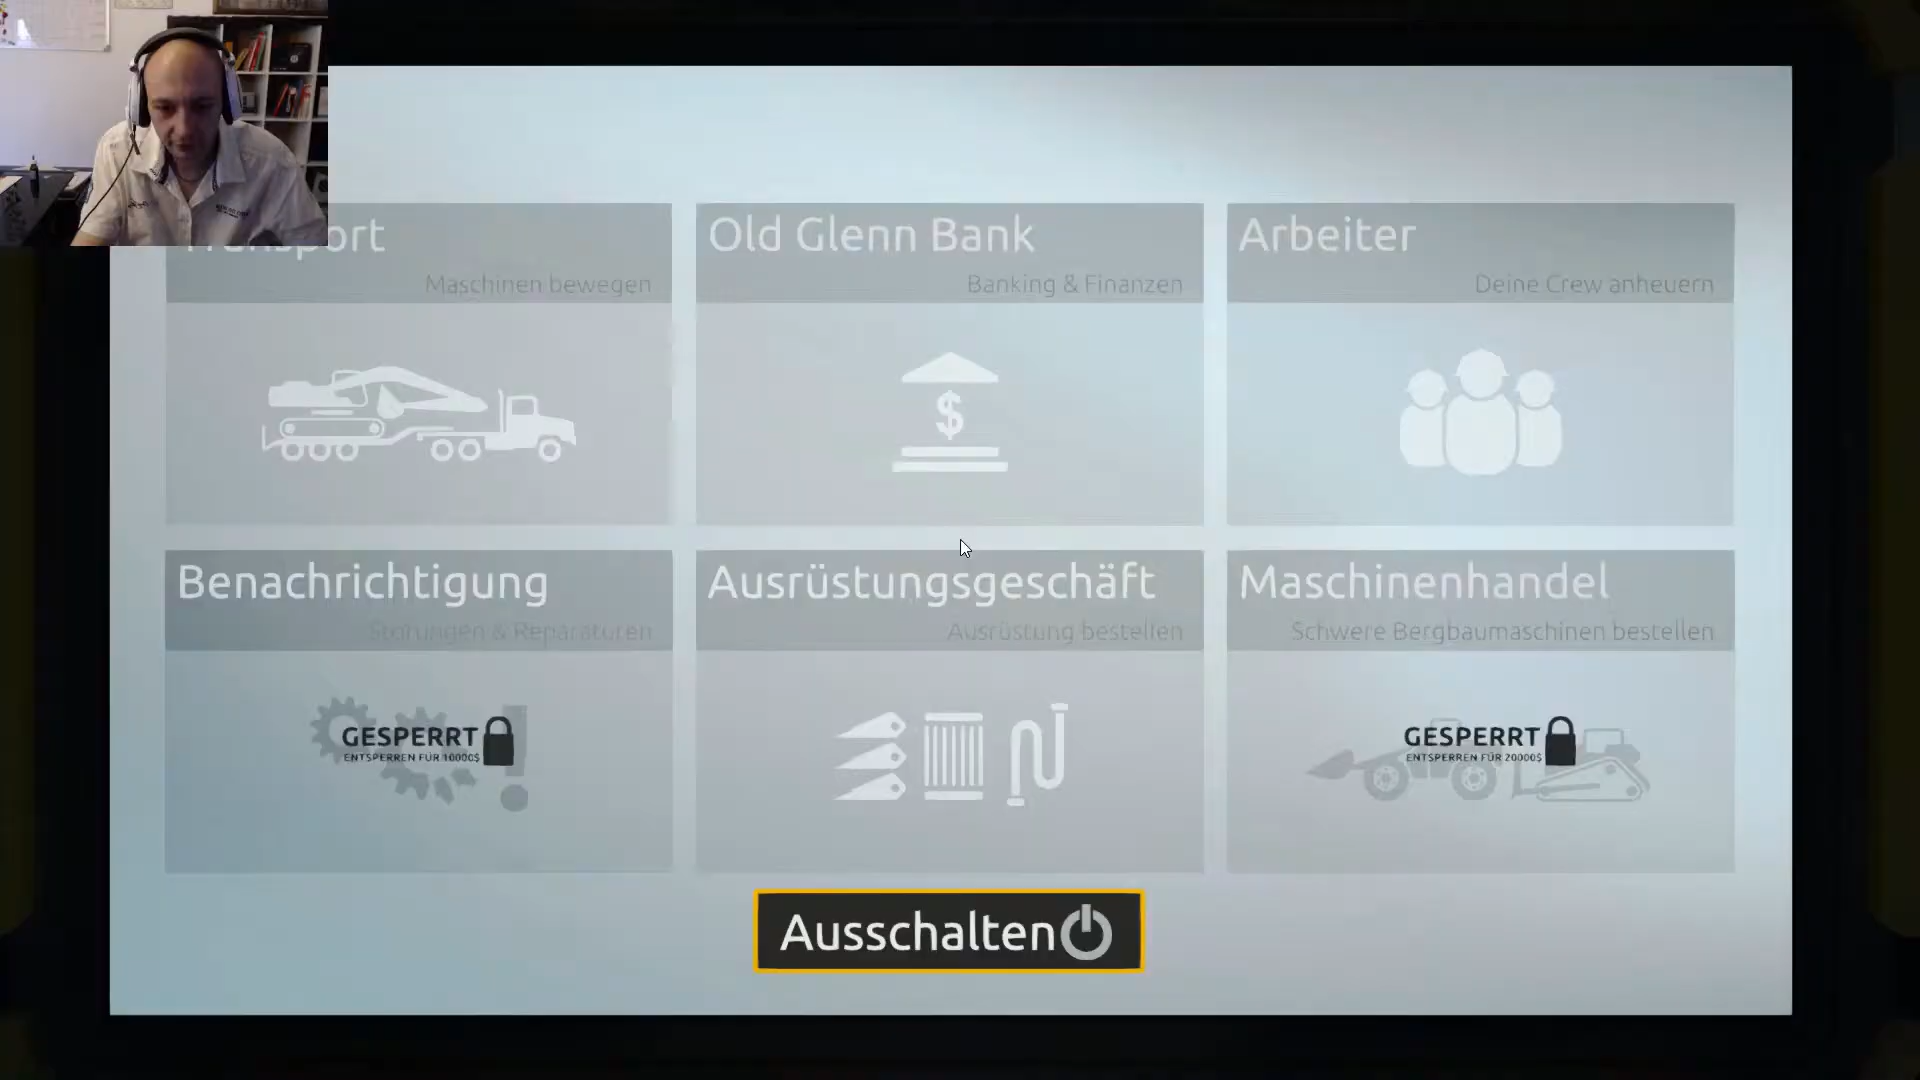 Transport
Maschinen bewegen
Old Glenn Bank
Banking & Finanzen
Arbeiter
Deine Crew anheuern
Benachrichtigung
Störungen & Reparaturen
GESPERRT
ENTSPERREN FÜR 10000$
Ausrüstungsgeschäft
Ausrüstung bestellen
Maschinenhandel
Schwere Bergbaumaschinen bestellen
GESPERRT
ENTSPERREN FÜR 20000$
Ausschalten